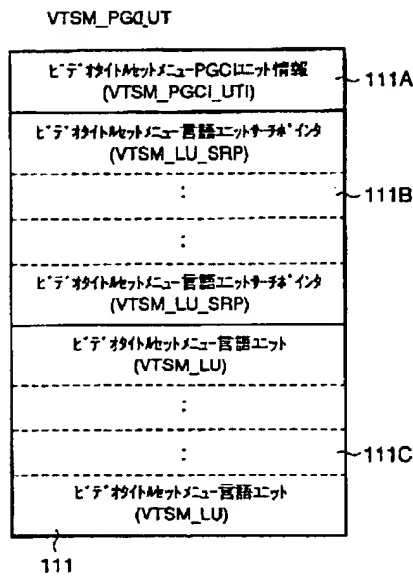 VTSM_PGCI_UT
ビデオタイトルセットメニューPGCIユニット情報
(VTSM_PGCI_UTI)
111A
ビデオタイトルセットメニュー言語ユニットサーチポインタ
(VTSM_LU_SRP)
:
111B
:
ビデオタイトルセットメニュー言語ユニットサーチポインタ
(VTSM_LU_SRP)
ビデオタイトルセットメニュー言語ユニット
(VTSM_LU)
:
:
111C
ビデオタイトルセットメニュー言語ユニット
(VTSM_LU)
111